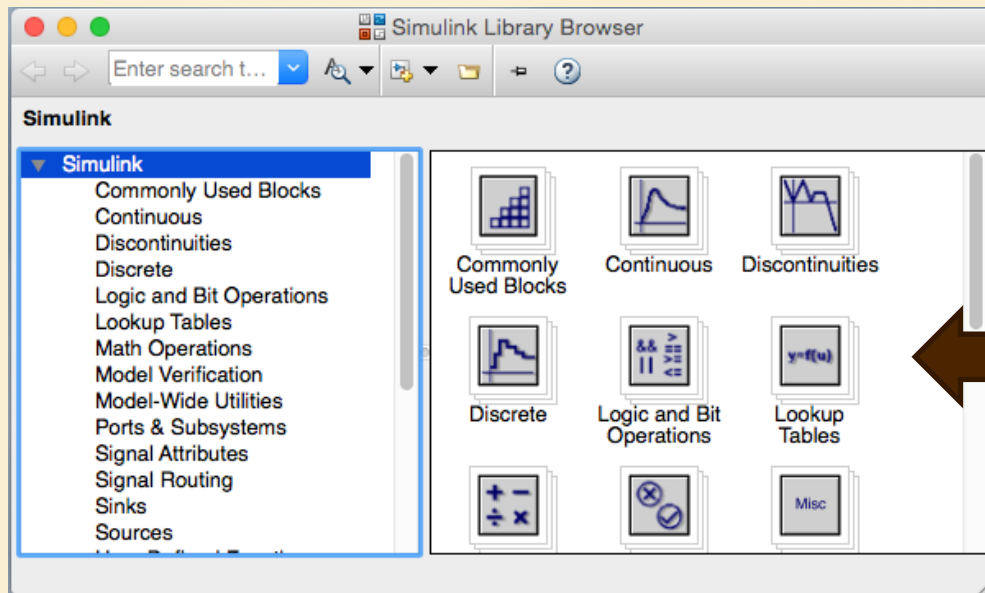 Simulink Library Browser
Enter search t...
Simulink
Simulink
Commonly Used Blocks
Continuous
Discontinuities
Discrete
Logic and Bit Operations
Lookup Tables
Math Operations
Model Verification
Model-Wide Utilities
Ports & Subsystems
Signal Attributes
Signal Routing
Sinks
Sources
Commonly
Used Blocks
Continuous
Discontinuities
&& >
==
|| >=
<=
y=f(u)
Discrete
Logic and Bit
Operations
Lookup
Tables
+ −
÷ ×
Misc